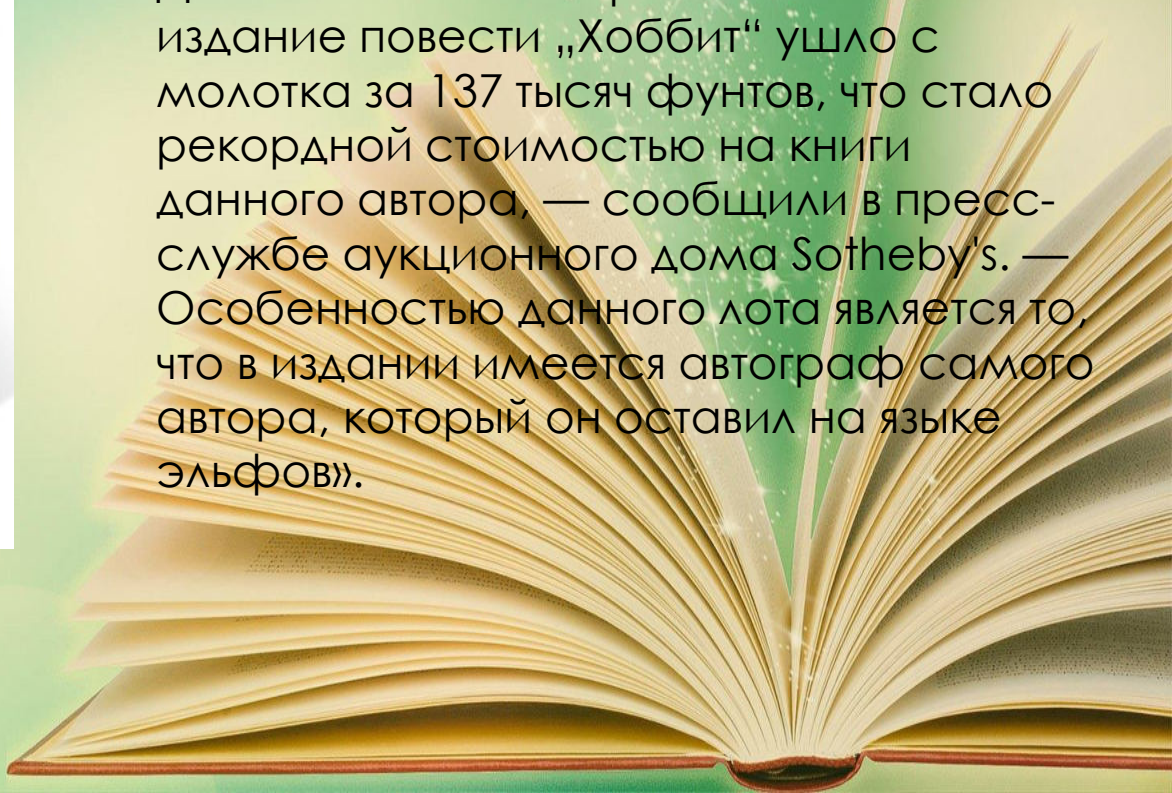 издание повести „Хоббит“ ушло с
молотка за 137 тысяч фунтов, что стало
рекордной стоимостью на книги
данного автора, — сообщили в пресс-
службе аукционного дома Sotheby's. —
Особенностью данного лота является то,
что в издании имеется автограф самого
автора, который он оставил на языке
эльфов».